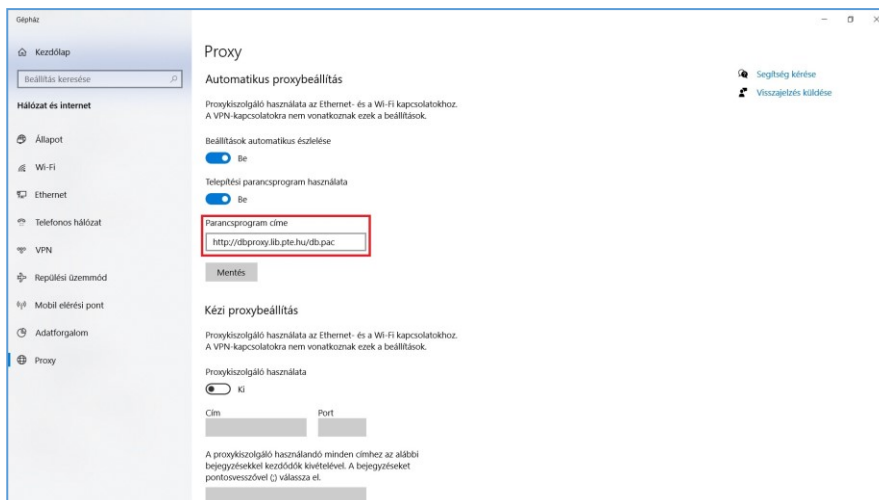 Gépház
Kezdőlap
Beállítás keresése
Hálózat és internet
Állapot
Wi-Fi
Ethernet
Telefonos hálózat
VPN
Repülési üzemmód
Mobil elérési pont
Adatforgalom
Proxy
Proxy
Automatikus proxybeállítás
Proxykiszolgáló használata az Ethernet- és a Wi-Fi kapcsolatokhoz.
A VPN-kapcsolatokra nem vonatkoznak ezek a beállítások.
Beállítások automatikus észlelése
Be
Telepítési parancsprogram használata
Be
Parancsprogram címe
http://dbproxy.lib.pte.hu/db.pac
Mentés
Kézi proxybeállítás
Proxykiszolgáló használata az Ethernet- és a Wi-Fi kapcsolatokhoz.
A VPN-kapcsolatokra nem vonatkoznak ezek a beállítások.
Proxykiszolgáló használata
Ki
Cím Port
A proxykiszolgáló használandó minden címhez az alábbi
bejegyzésekkel kezdődők kivételével. A bejegyzéseket
pontosvesszővel (;) válassza el.
Segítség kérése
Visszajelzés küldése